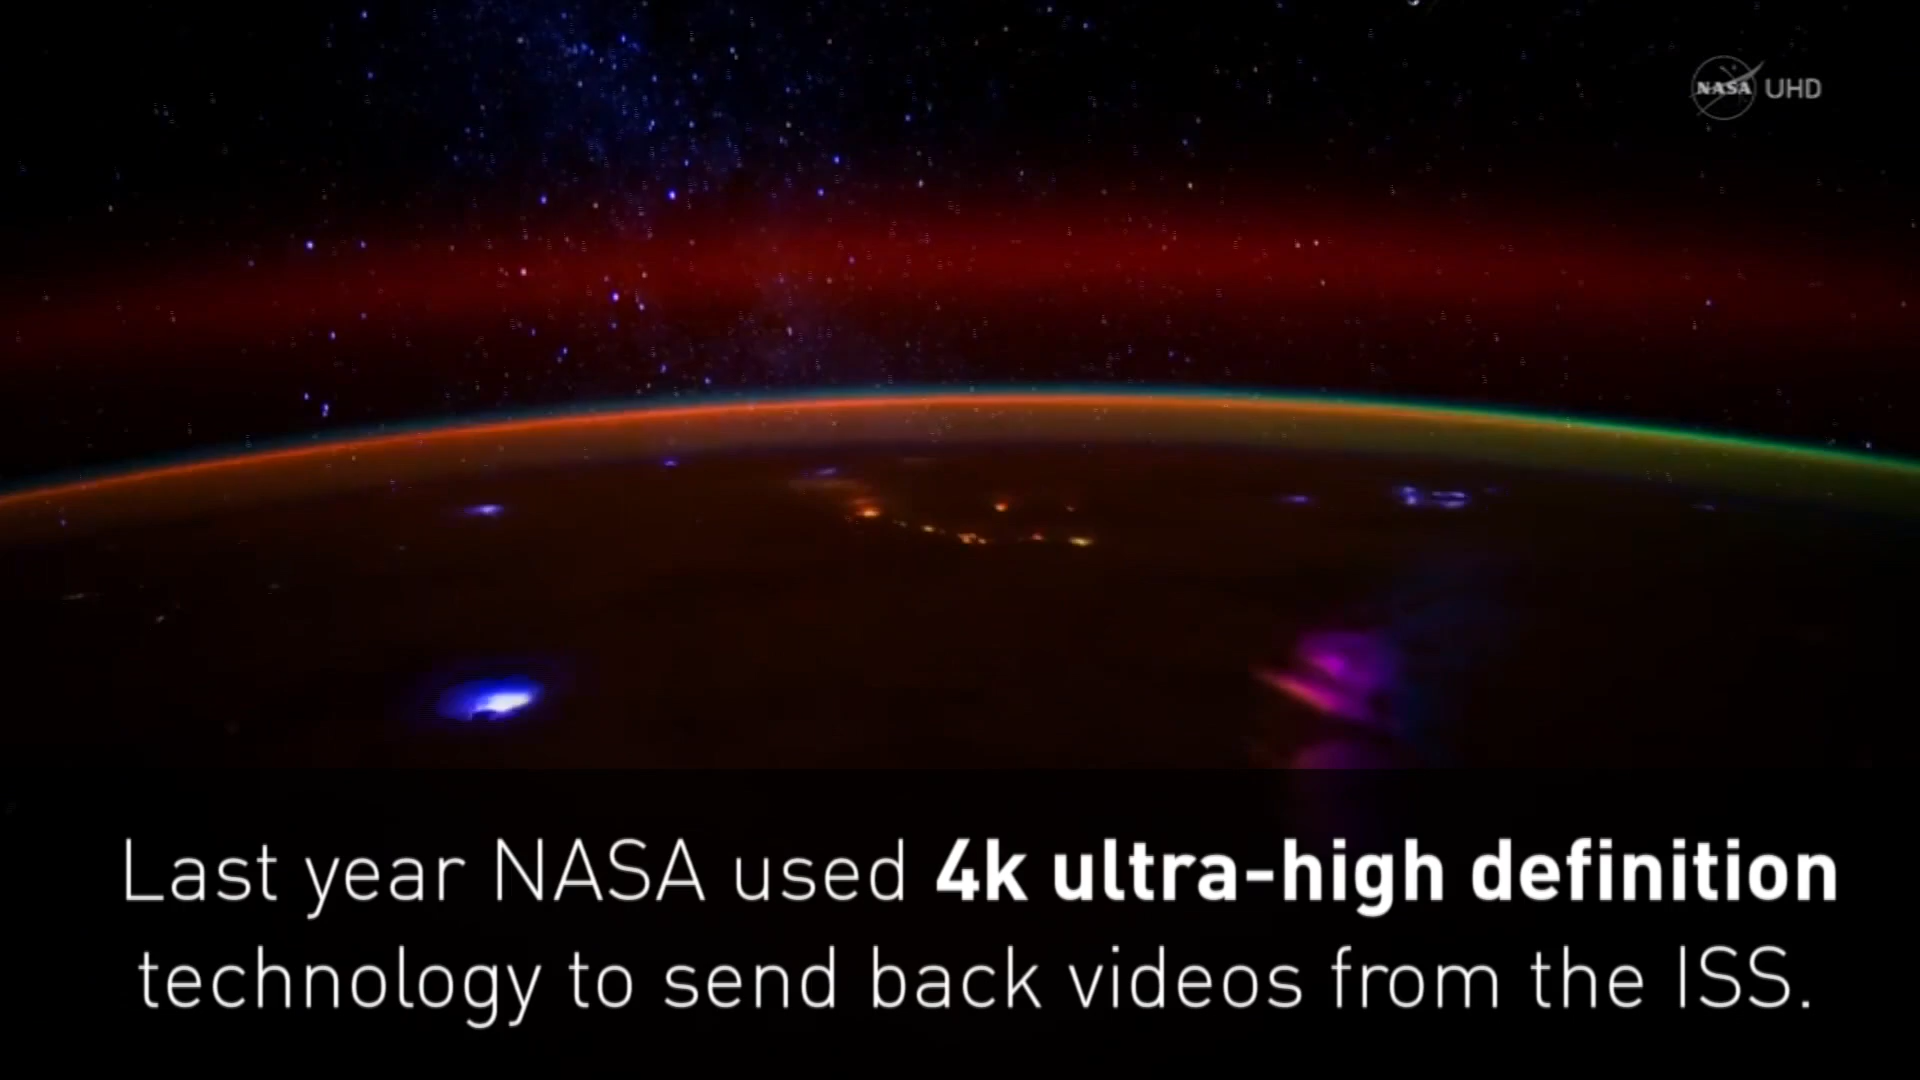 NASA UHD
Last year NASA used 4k ultra-high definition
technology to send back videos from the ISS.